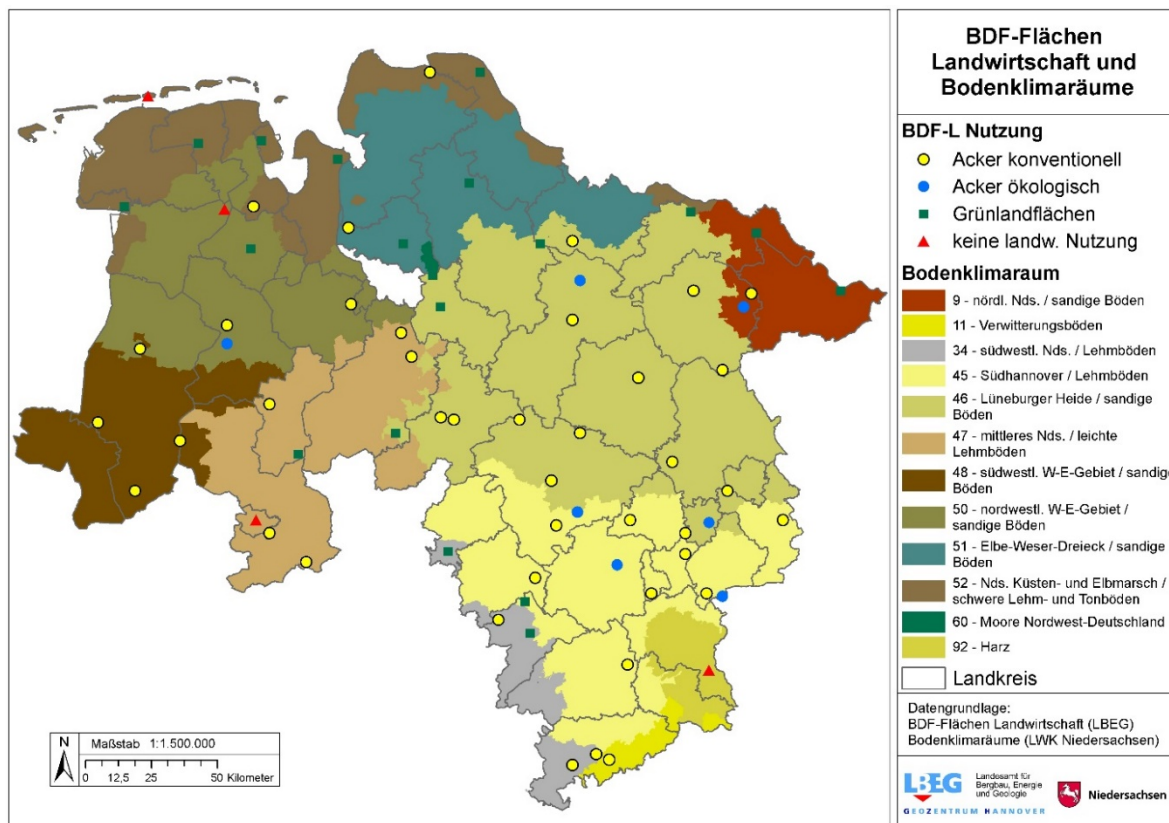 BDF-Flächen
Landwirtschaft und
Bodenklimaräume
BDF-L Nutzung
Acker konventionell
Acker ökologisch
Grünlandflächen
keine landw. Nutzung
Bodenklimaraum
9 - nördl. Nds. / sandige Böden
11 - Verwitterungsböden
34 - südwestl. Nds. / Lehmböden
45 - Südhannover / Lehmböden
46 - Lüneburger Heide / sandige
Böden
47 - mittleres Nds. / leichte
Lehmböden
48 - südwestl. W-E-Gebiet / sandige
Böden
50 - nordwestl. W-E-Gebiet /
sandige Böden
51 - Elbe-Weser-Dreieck / sandige
Böden
52 - Nds. Küsten- und Elbmarsch /
schwere Lehm- und Tonböden
60 - Moore Nordwest-Deutschland
92 - Harz
Landkreis
Datengrundlage:
BDF-Flächen Landwirtschaft (LBEG)
Bodenklimaräume (LWK Niedersachsen)
LBEG
Landesamt für
Bergbau, Energie
und Geologie
GEOZENTRUM HANNOVER
Niedersachsen
N
Maßstab 1:1.500.000
0 12,5 25 50 Kilometer